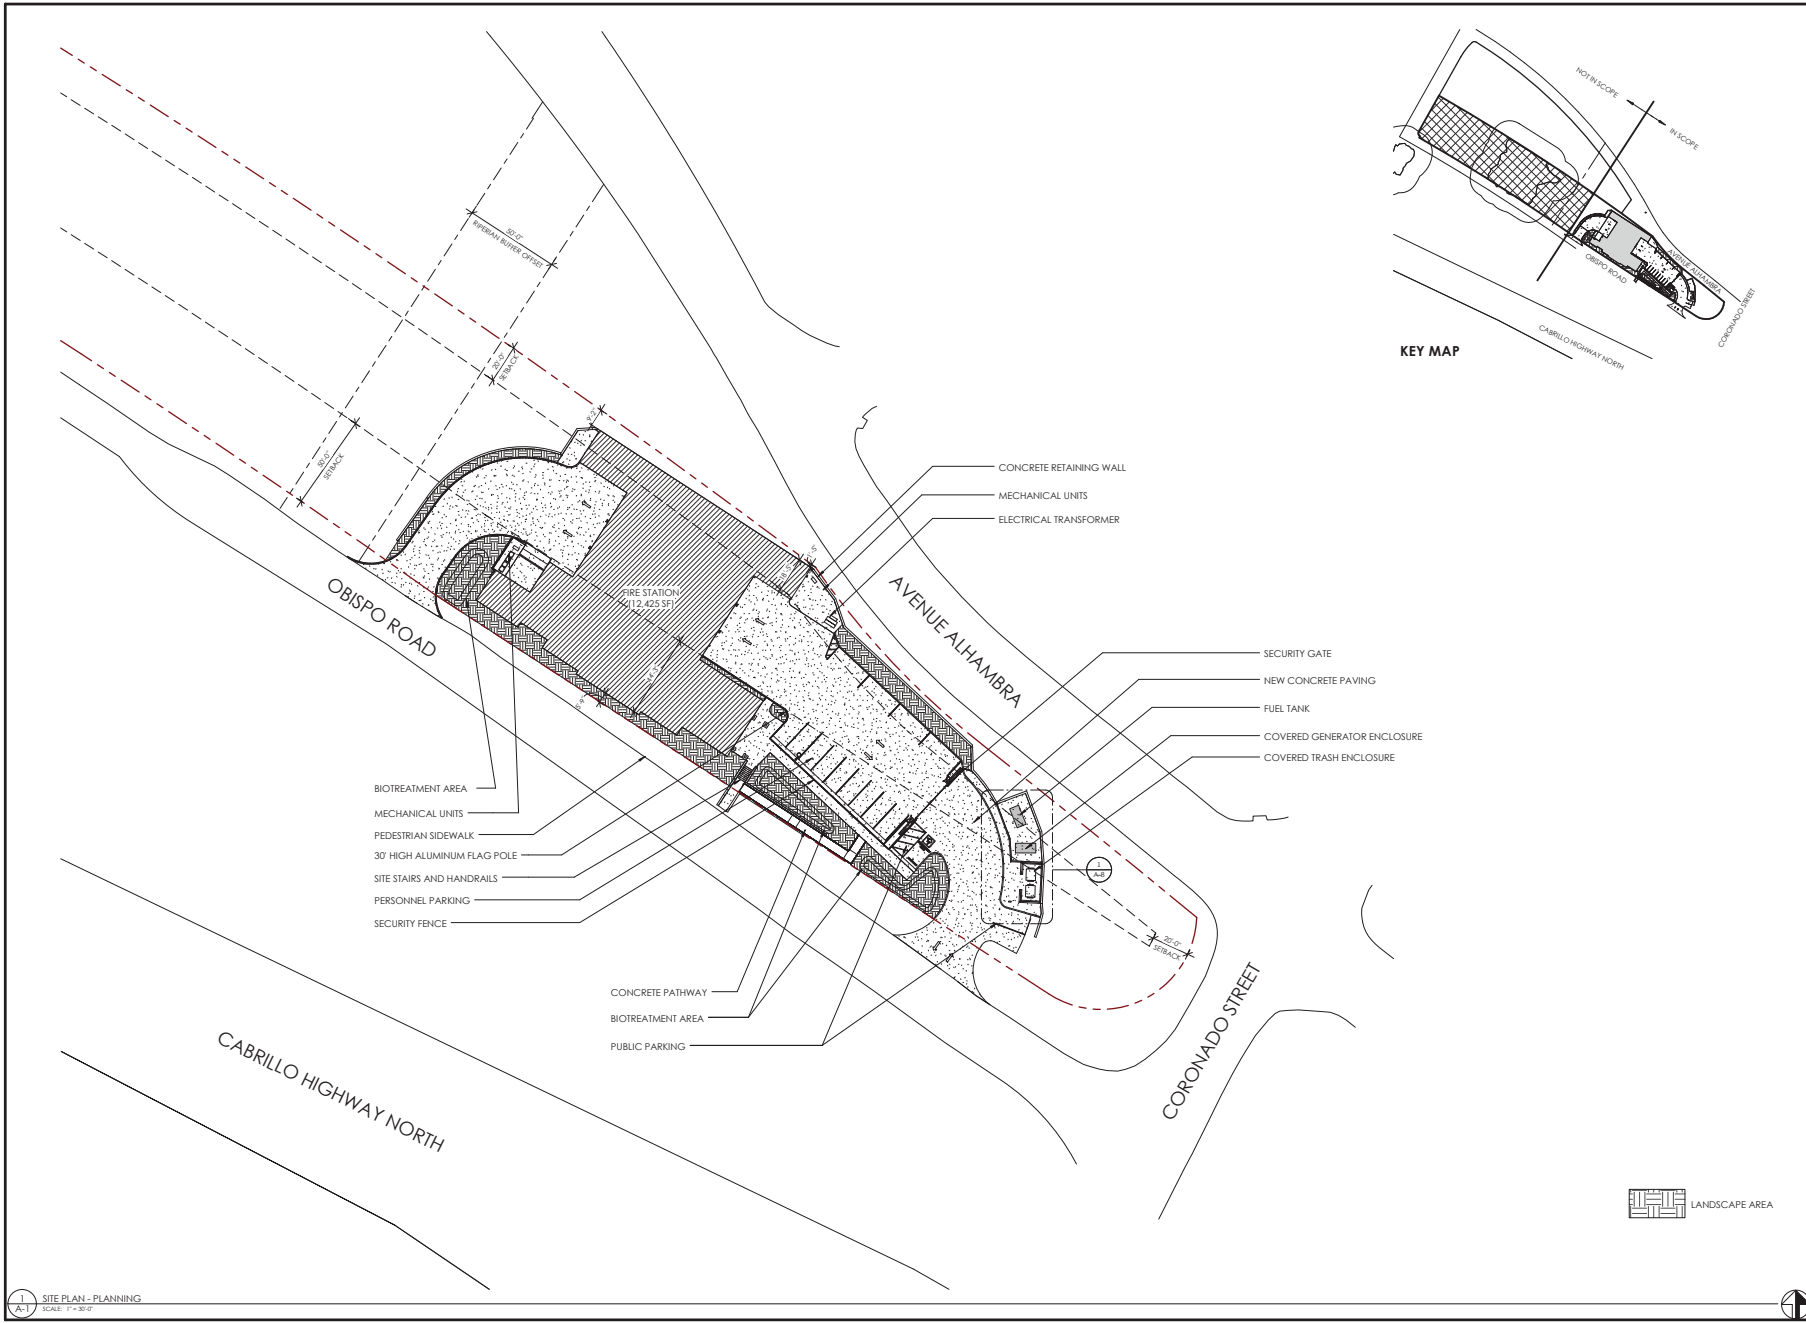 NOT IN SCOPE
IN SCOPE
AVENUE ALHAMBRA
OBISPO ROAD
CORONADO STREET
CABRILLO HIGHWAY NORTH
KEY MAP
50'-0"
RIPERIAN BUFFER OFFSET
20'-0"
SETBACK
50'-0"
SETBACK
9'-2"
CONCRETE RETAINING WALL
MECHANICAL UNITS
ELECTRICAL TRANSFORMER
FIRE STATION
[12,425 SF]
OBISPO ROAD
AVENUE ALHAMBRA
SECURITY GATE
NEW CONCRETE PAVING
FUEL TANK
COVERED GENERATOR ENCLOSURE
COVERED TRASH ENCLOSURE
BIOTREATMENT AREA
MECHANICAL UNITS
PEDESTRIAN SIDEWALK
30' HIGH ALUMINUM FLAG POLE
SITE STAIRS AND HANDRAILS
PERSONNEL PARKING
SECURITY FENCE
1
A-8
20'-0"
SETBACK
CONCRETE PATHWAY
BIOTREATMENT AREA
PUBLIC PARKING
CORONADO STREET
CABRILLO HIGHWAY NORTH
LANDSCAPE AREA
1
A-1
SITE PLAN - PLANNING
SCALE: 1" = 30'-0"